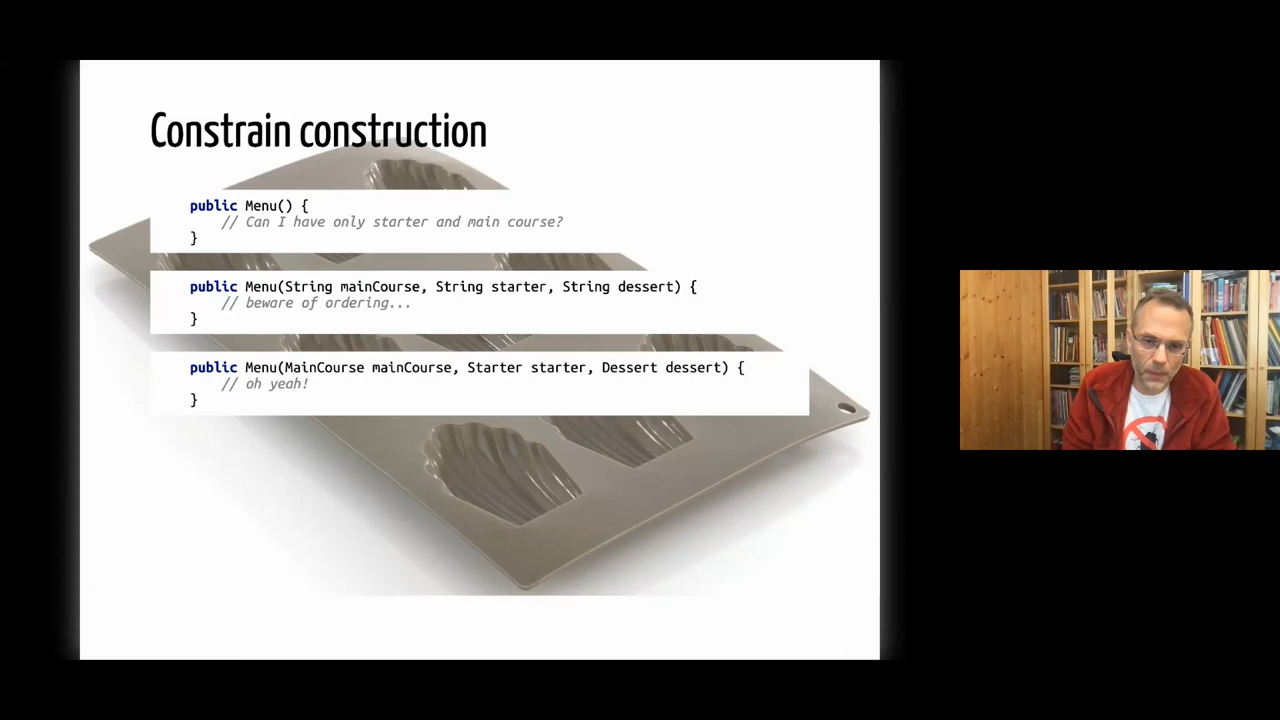 Constrain construction
public Menu() {
// Can I have only starter and main course?
}
public Menu(String mainCourse, String starter, String dessert) {
// beware of ordering...
}
public Menu(MainCourse mainCourse, Starter starter, Dessert dessert) {
// oh yeah!
}